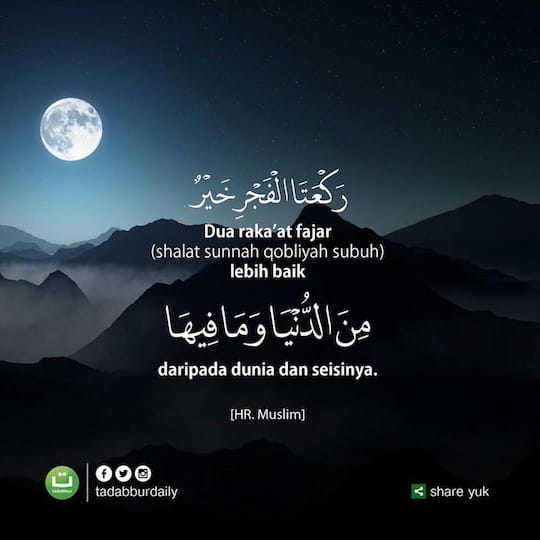 رَكْعَتَا الْفَجْرِ خَيْرٌ
Dua raka'at fajar
(shalat sunnah qobliyah subuh)
lebih baik
مِنَ الدُّنْيَا وَمَا فِيهَا
daripada dunia dan seisinya.
[HR. Muslim]
ت
tadabbur
tadabburdaily
share yuk